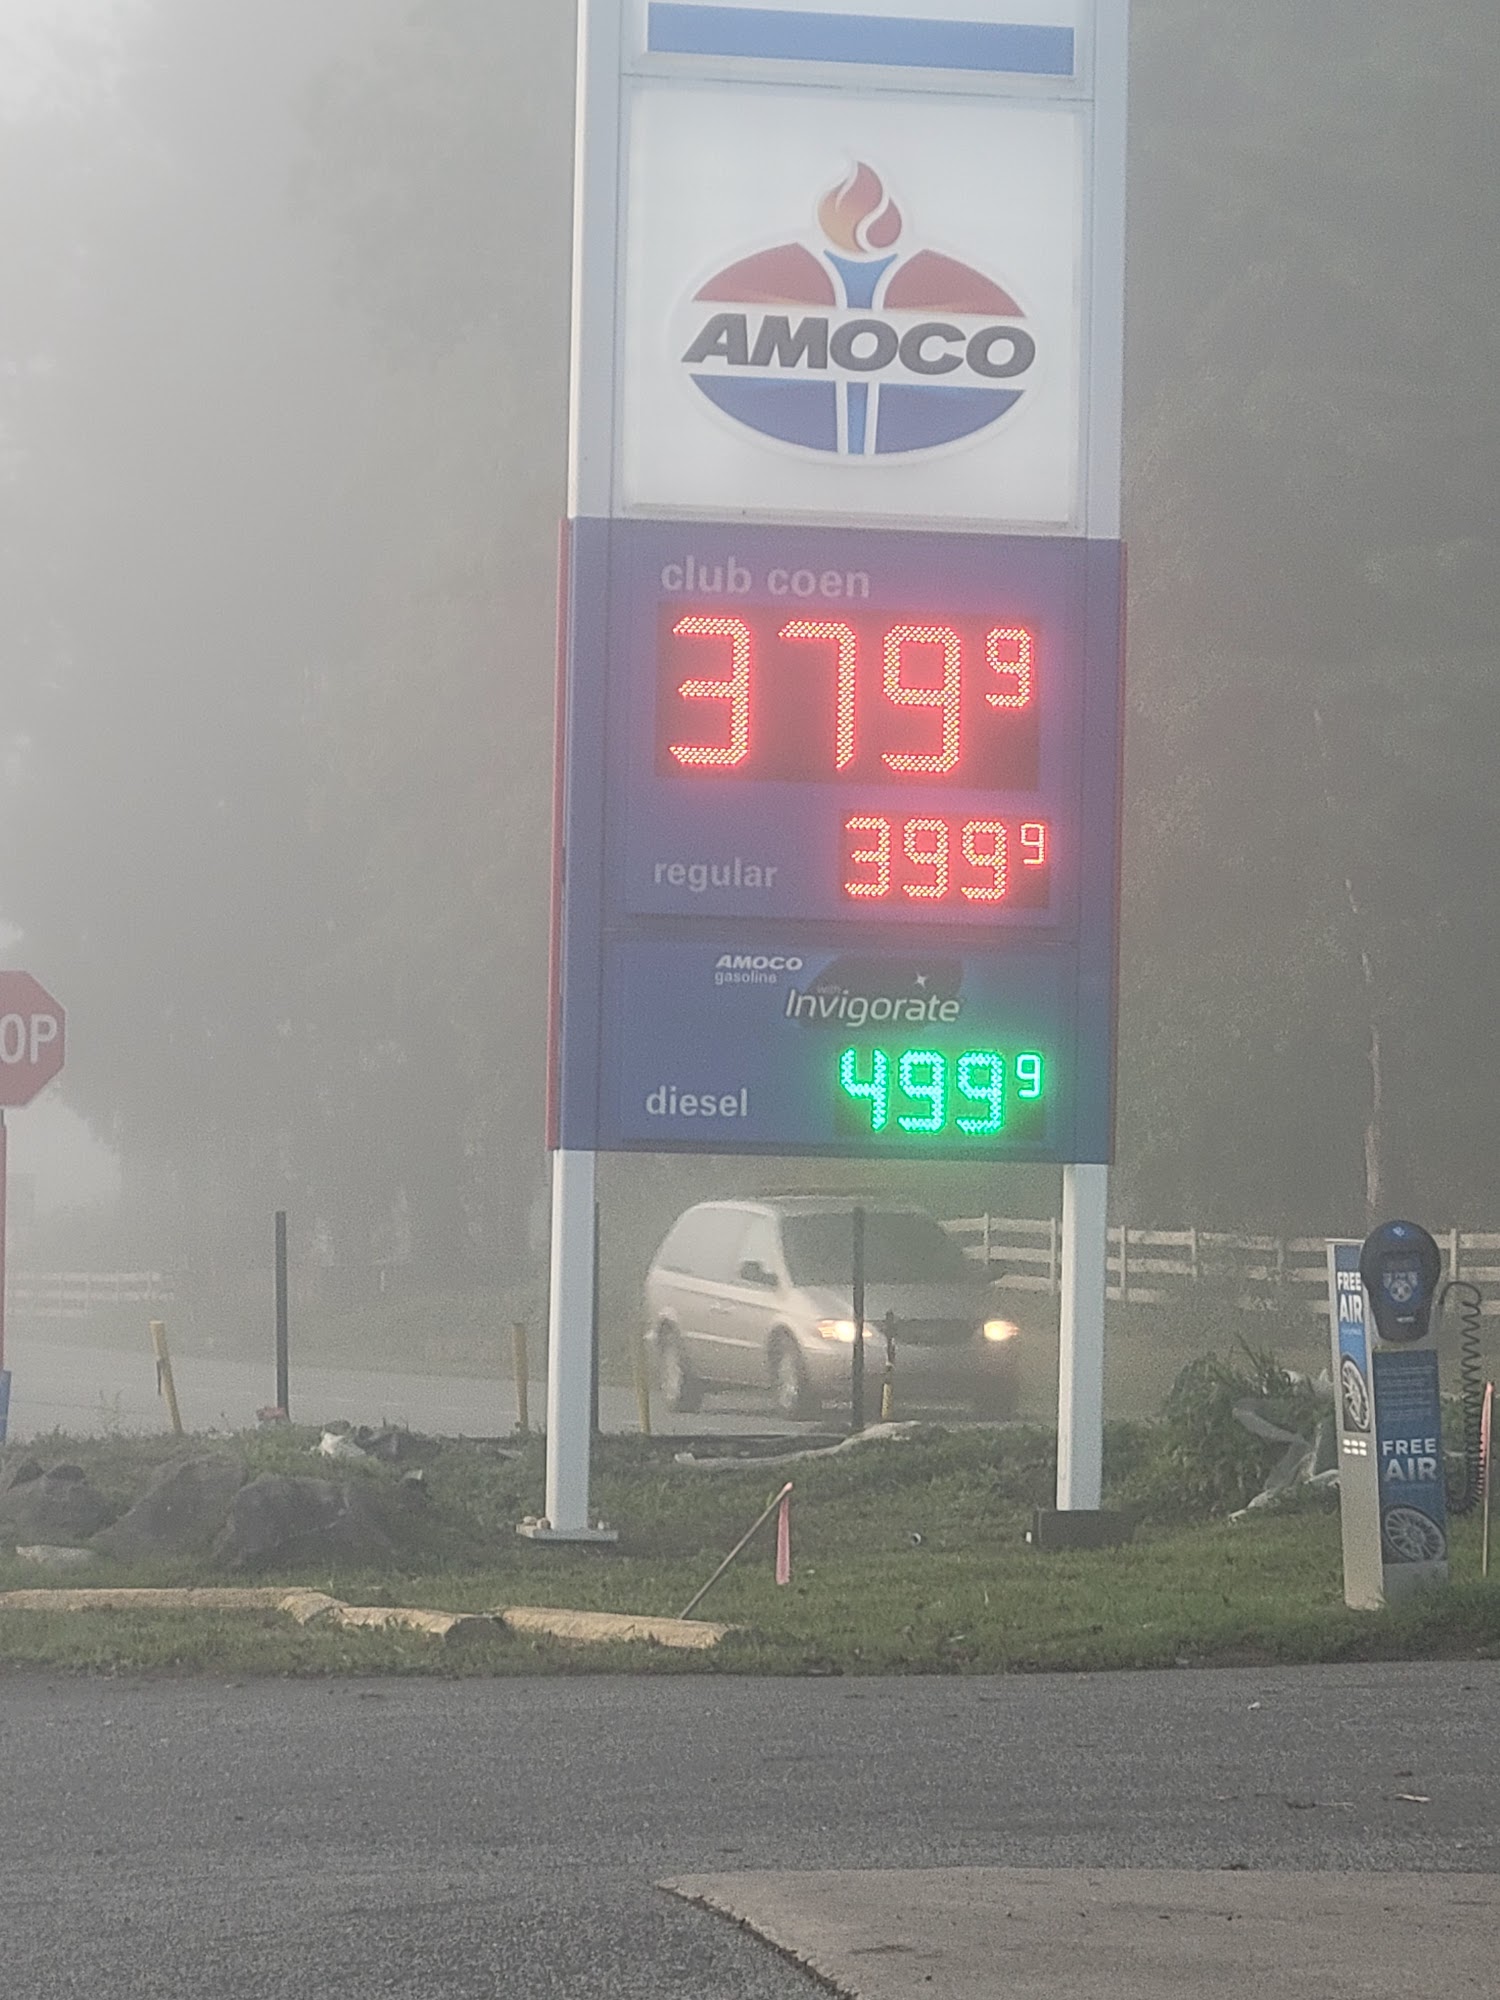 AMOCO
club coen
379 9
regular 399 9
AMOCO
gasoline
with
Invigorate
diesel 499 9
OP
FREE
AIR
FREE
AIR